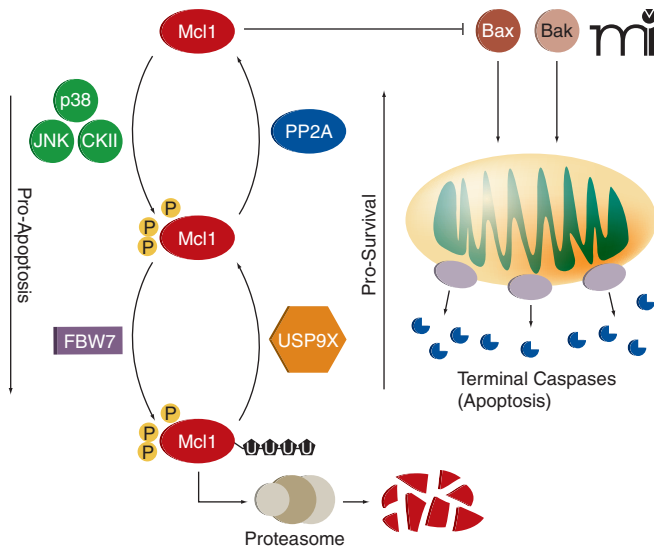 Mcl1
Bax
Bak
mi
p38
JNK
CKII
PP2A
Pro-Apoptosis
Pro-Survival
P
P
P
Mcl1
FBW7
USP9X
Terminal Caspases
(Apoptosis)
P
P
P
Mcl1
U
U
U
U
Proteasome